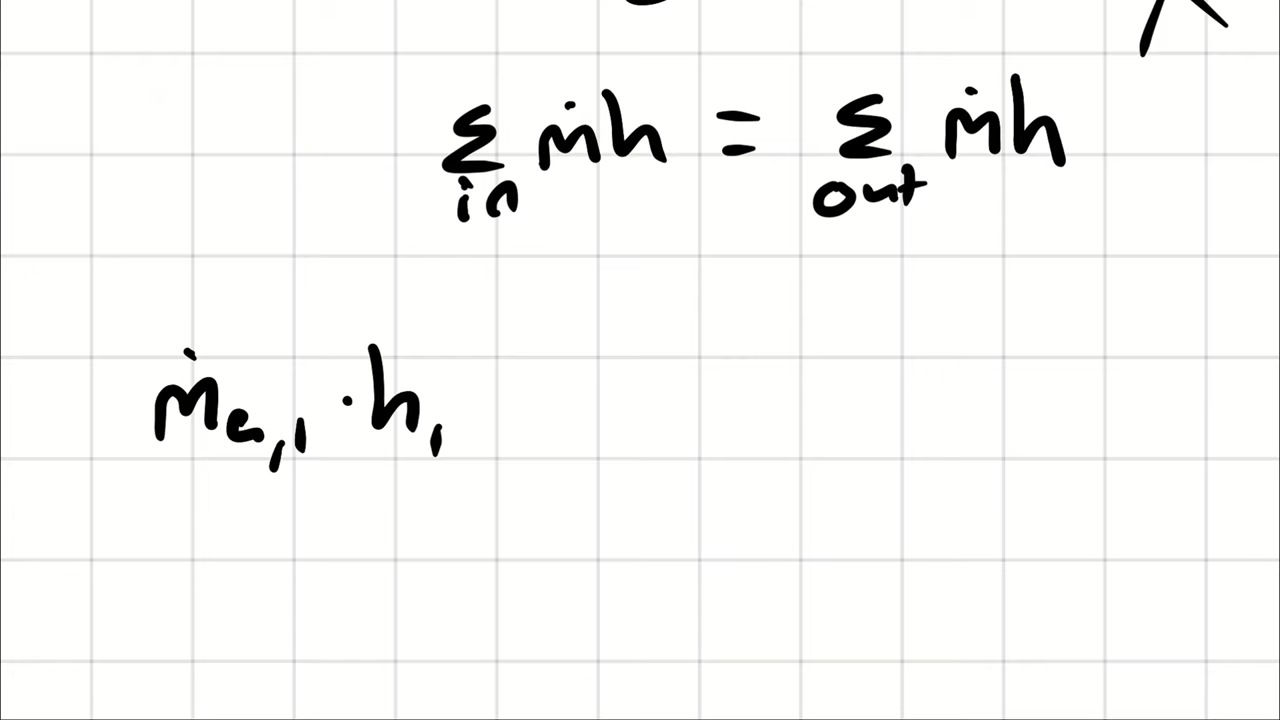 Σ ṁh = Σ ṁh
in out
ṁa,1 · h1